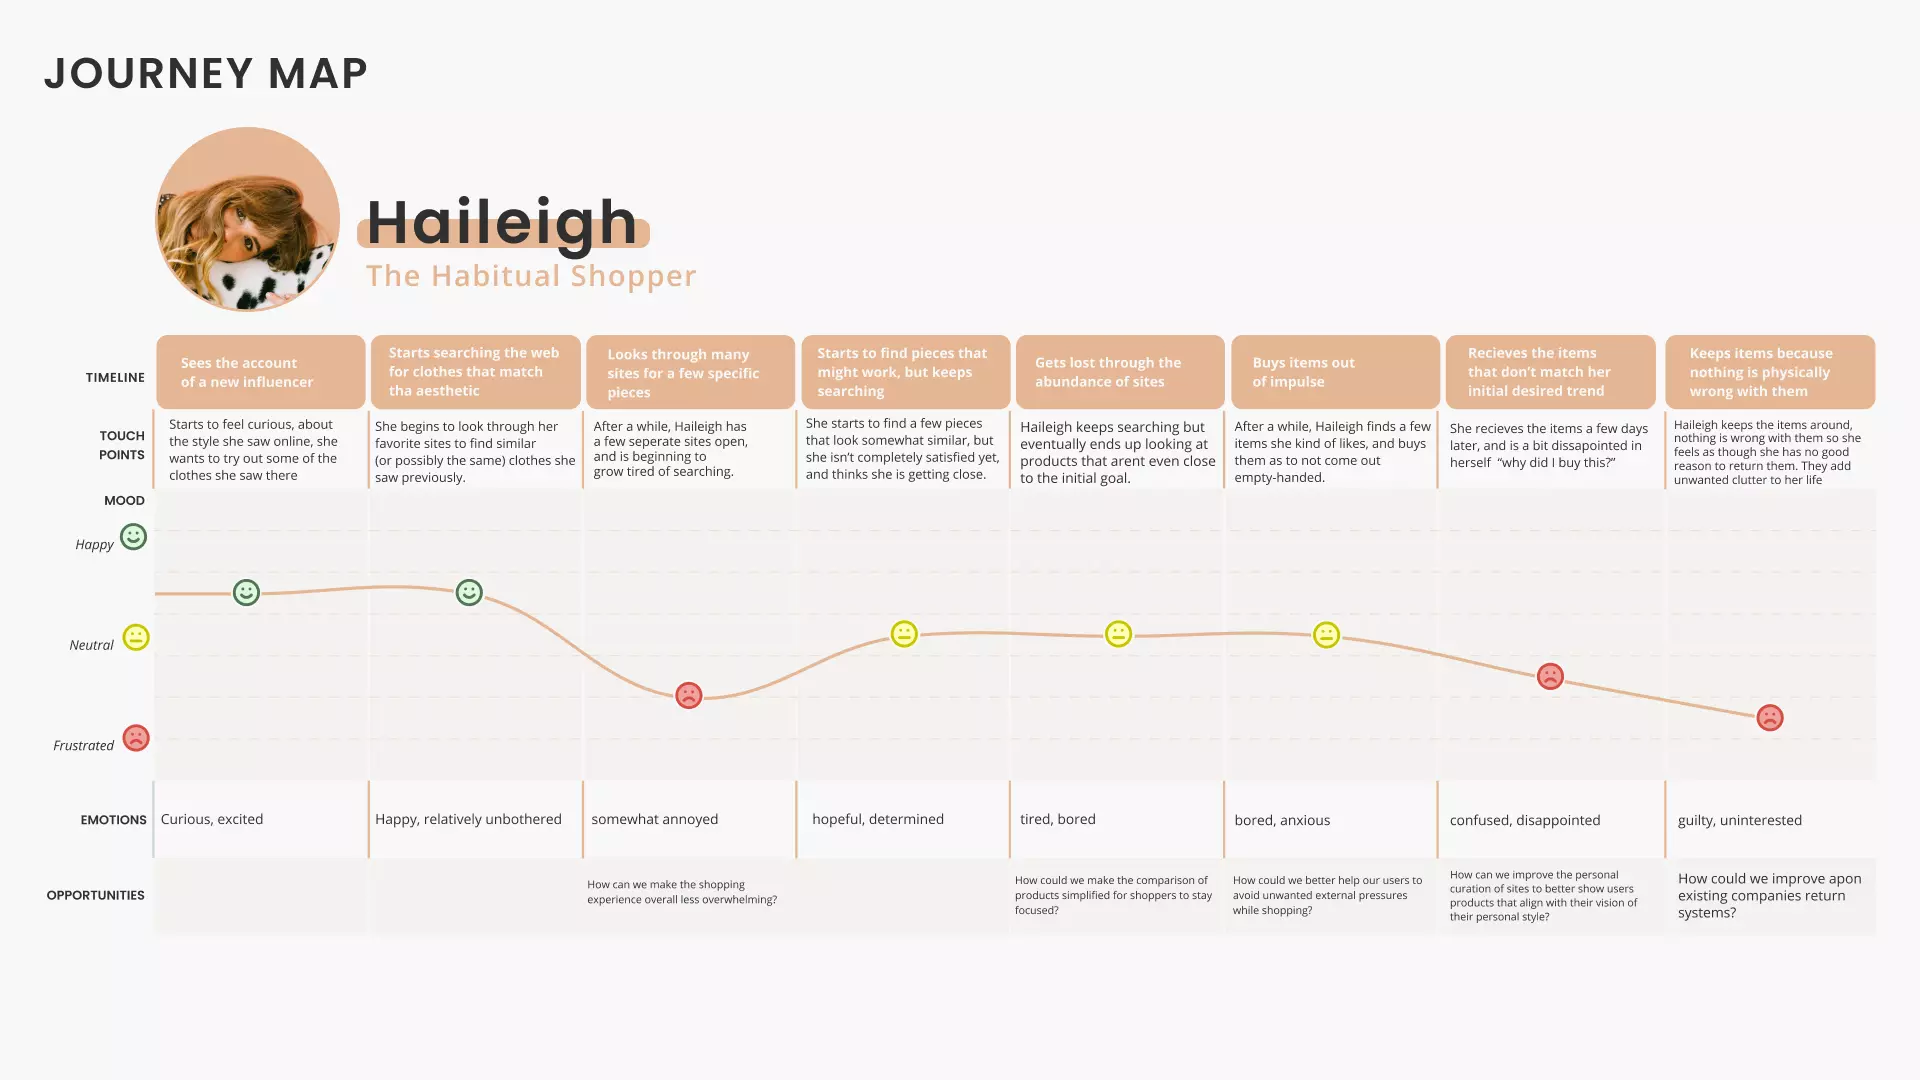 JOURNEY MAP
Haileigh
The Habitual Shopper
TIMELINE
Sees the account
of a new influencer
Starts searching the web
for clothes that match
tha aesthetic
Looks through many
sites for a few specific
pieces
Starts to find pieces that
might work, but keeps
searching
Gets lost through the
abundance of sites
Buys items out
of impulse
Recieves the items
that don't match her
initial desired trend
Keeps items because
nothing is physically
wrong with them
TOUCH
POINTS
Starts to feel curious, about
the style she saw online, she
wants to try out some of the
clothes she saw there
She begins to look through her
favorite sites to find similar
(or possibly the same) clothes she
saw previously.
After a while, Haileigh has
a few seperate sites open,
and is beginning to
grow tired of searching.
She starts to find a few pieces
that look somewhat similar, but
she isn't completely satisfied yet,
and thinks she is getting close.
Haileigh keeps searching but
eventually ends up looking at
products that arent even close
to the initial goal.
After a while, Haileigh finds a few
items she kind of likes, and buys
them as to not come out
empty-handed.
She recieves the items a few days
later, and is a bit dissapointed in
herself “why did I buy this?”
Haileigh keeps the items around,
nothing is wrong with them so she
feels as though she has no good
reason to return them. They add
unwanted clutter to her life
MOOD
Happy
Neutral
Frustrated
EMOTIONS
Curious, excited
Happy, relatively unbothered
somewhat annoyed
hopeful, determined
tired, bored
bored, anxious
confused, disappointed
guilty, uninterested
OPPORTUNITIES
How can we make the shopping
experience overall less overwhelming?
How could we make the comparison of
products simplified for shoppers to stay
focused?
How could we better help our users to
avoid unwanted external pressures
while shopping?
How can we improve the personal
curation of sites to better show users
products that align with their vision of
their personal style?
How could we improve apon
existing companies return
systems?